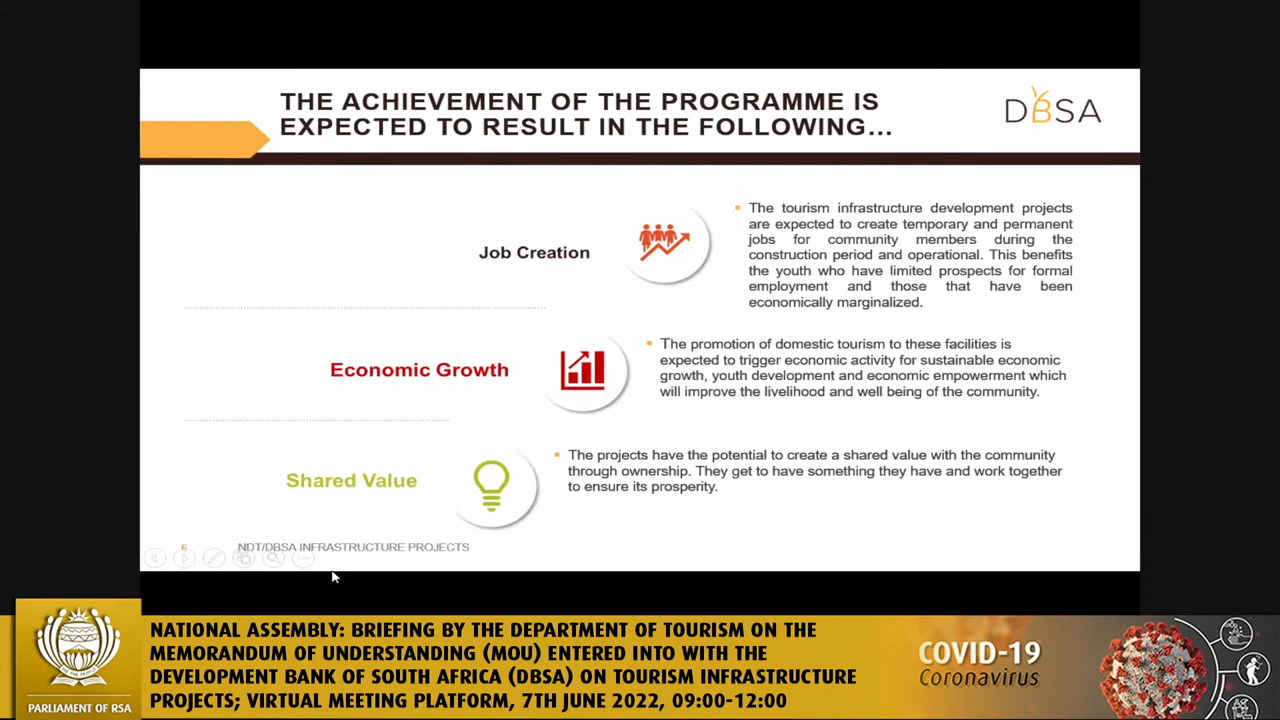 THE ACHIEVEMENT OF THE PROGRAMME IS
EXPECTED TO RESULT IN THE FOLLOWING...
DBSA
Job Creation
▪ The tourism infrastructure development projects
are expected to create temporary and permanent
jobs for community members during the
construction period and operational. This benefits
the youth who have limited prospects for formal
employment and those that have been
economically marginalized.
Economic Growth
▪ The promotion of domestic tourism to these facilities is
expected to trigger economic activity for sustainable economic
growth, youth development and economic empowerment which
will improve the livelihood and well being of the community.
Shared Value
▪ The projects have the potential to create a shared value with the community
through ownership. They get to have something they have and work together
to ensure its prosperity.
6 NDT/DBSA INFRASTRUCTURE PROJECTS
PARLIAMENT OF RSA
NATIONAL ASSEMBLY: BRIEFING BY THE DEPARTMENT OF TOURISM ON THE
MEMORANDUM OF UNDERSTANDING (MOU) ENTERED INTO WITH THE
DEVELOPMENT BANK OF SOUTH AFRICA (DBSA) ON TOURISM INFRASTRUCTURE
PROJECTS; VIRTUAL MEETING PLATFORM, 7TH JUNE 2022, 09:00-12:00
COVID-19
Coronavirus